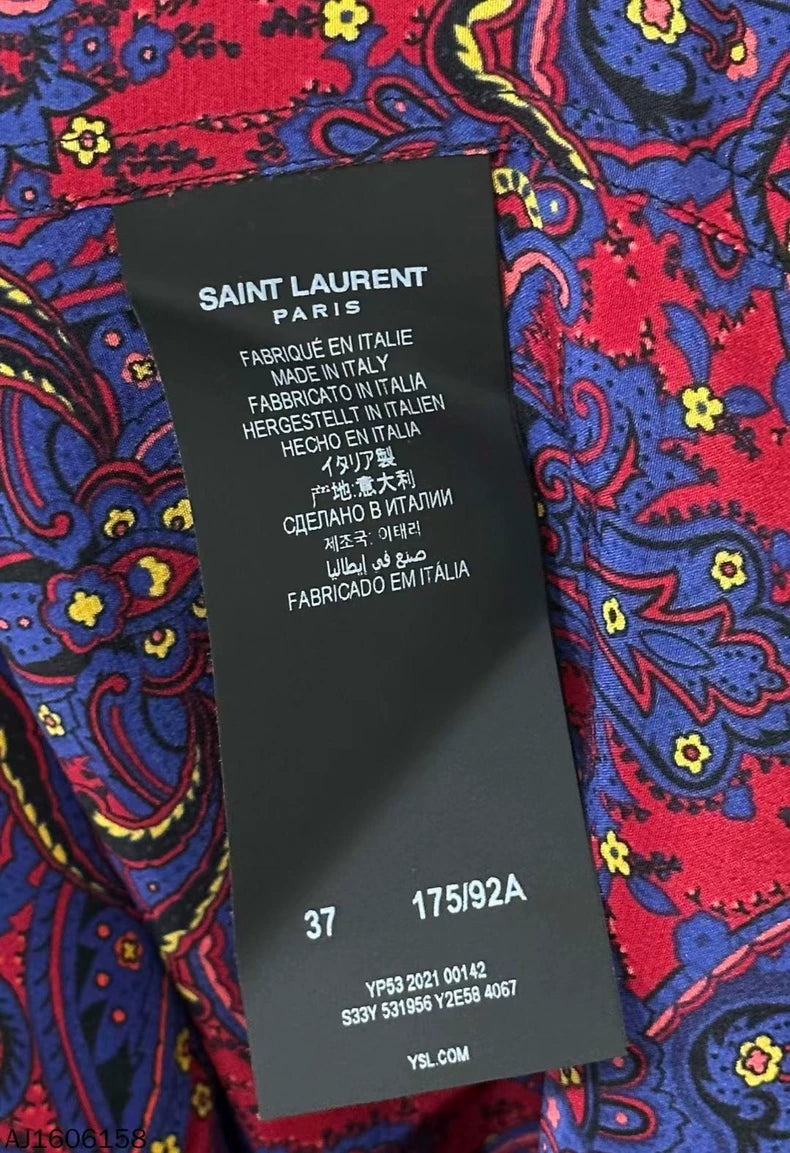 SAINT LAURENT
PARIS
FABRIQUÉ EN ITALIE
MADE IN ITALY
FABBRICATO IN ITALIA
HERGESTELLT IN ITALIEN
HECHO EN ITALIA
イタリア製
产地:意大利
СДЕЛАНО В ИТАЛИИ
제조국: 이태리
صنع في إيطاليا
FABRICADO EM ITÁLIA
37 175/92A
YP53 2021 00142
S33Y 531956 Y2E58 4067
YSL.COM
AJ1606158